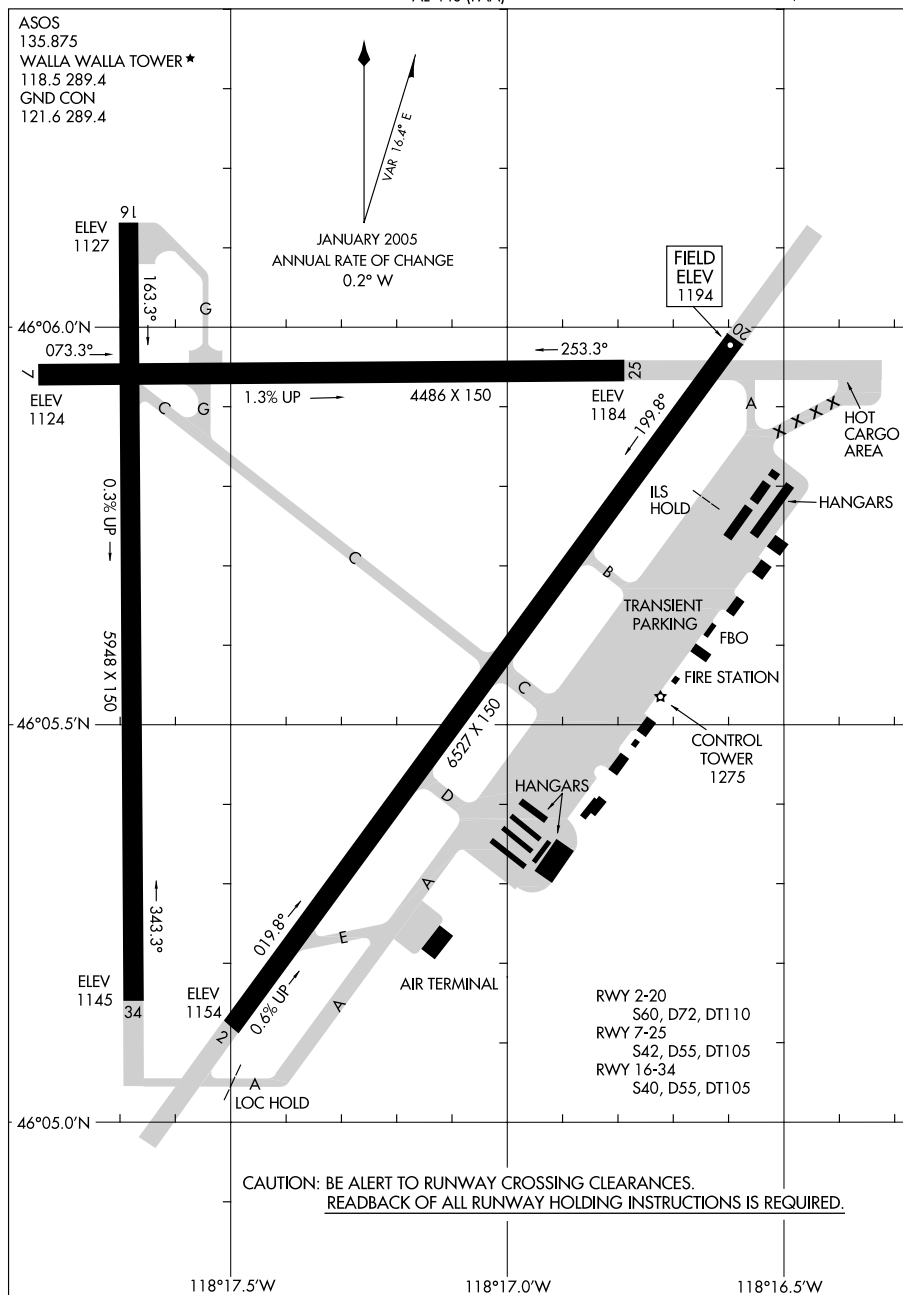 AL-440 (FAA)
ASOS
135.875
WALLA WALLA TOWER ★
118.5 289.4
GND CON
121.6 289.4
VAR 16.4° E
JANUARY 2005
ANNUAL RATE OF CHANGE
0.2° W
ELEV
1127
16
163.3°
G
FIELD
ELEV
1194
20
46°06.0'N
073.3°
253.3°
7
25
ELEV
1124
C
G
1.3% UP
4486 X 150
ELEV
1184
199.8°
A
X X X X
HOT
CARGO
AREA
0.3% UP
ILS
HOLD
HANGARS
C
B
TRANSIENT
PARKING
FBO
5948 X 150
C
FIRE STATION
6527 X 150
46°05.5'N
CONTROL
TOWER
1275
D
HANGARS
A
343.3°
019.8°
E
ELEV
1145
34
ELEV
1154
2
0.6% UP
A
AIR TERMINAL
RWY 2-20
S60, D72, DT110
RWY 7-25
S42, D55, DT105
RWY 16-34
S40, D55, DT105
A
LOC HOLD
46°05.0'N
CAUTION: BE ALERT TO RUNWAY CROSSING CLEARANCES.
READBACK OF ALL RUNWAY HOLDING INSTRUCTIONS IS REQUIRED.
118°17.5'W
118°17.0'W
118°16.5'W